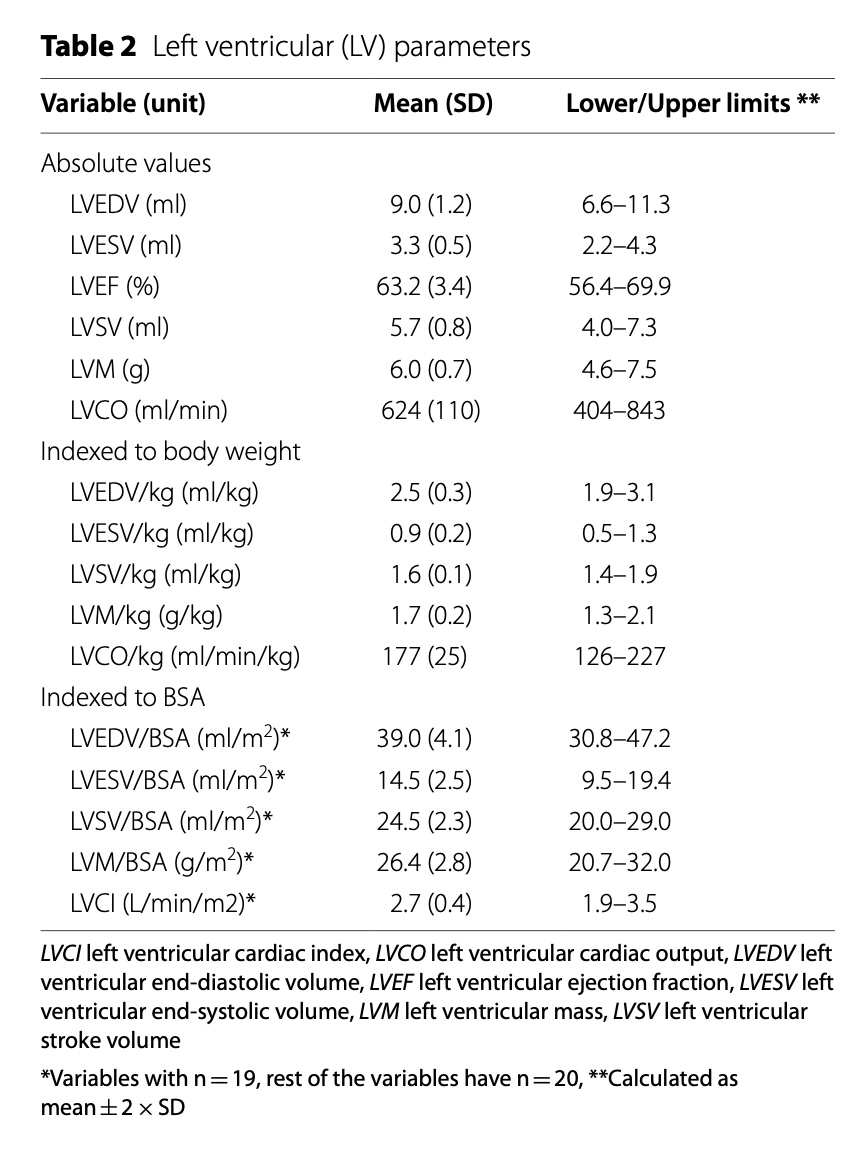 Table 2 Left ventricular (LV) parameters
Variable (unit) Mean (SD) Lower/Upper limits **
Absolute values
LVEDV (ml) 9.0 (1.2) 6.6–11.3
LVESV (ml) 3.3 (0.5) 2.2–4.3
LVEF (%) 63.2 (3.4) 56.4–69.9
LVSV (ml) 5.7 (0.8) 4.0–7.3
LVM (g) 6.0 (0.7) 4.6–7.5
LVCO (ml/min) 624 (110) 404–843
Indexed to body weight
LVEDV/kg (ml/kg) 2.5 (0.3) 1.9–3.1
LVESV/kg (ml/kg) 0.9 (0.2) 0.5–1.3
LVSV/kg (ml/kg) 1.6 (0.1) 1.4–1.9
LVM/kg (g/kg) 1.7 (0.2) 1.3–2.1
LVCO/kg (ml/min/kg) 177 (25) 126–227
Indexed to BSA
LVEDV/BSA (ml/m²)* 39.0 (4.1) 30.8–47.2
LVESV/BSA (ml/m²)* 14.5 (2.5) 9.5–19.4
LVSV/BSA (ml/m²)* 24.5 (2.3) 20.0–29.0
LVM/BSA (g/m²)* 26.4 (2.8) 20.7–32.0
LVCI (L/min/m2)* 2.7 (0.4) 1.9–3.5
LVCI left ventricular cardiac index, LVCO left ventricular cardiac output, LVEDV left
ventricular end-diastolic volume, LVEF left ventricular ejection fraction, LVESV left
ventricular end-systolic volume, LVM left ventricular mass, LVSV left ventricular
stroke volume
*Variables with n = 19, rest of the variables have n = 20, **Calculated as
mean ± 2 × SD